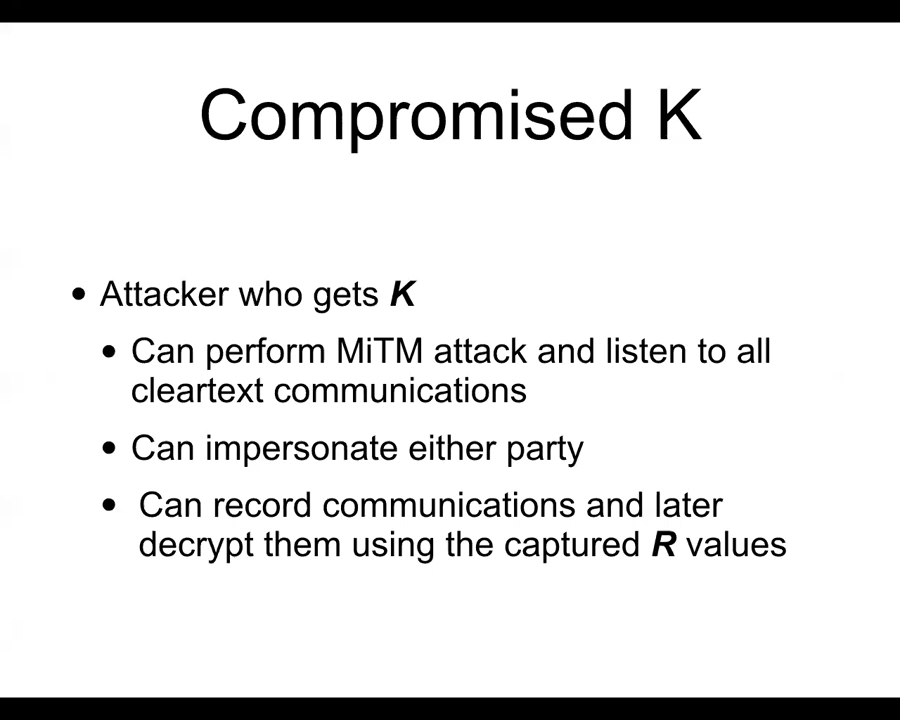 Compromised K
• Attacker who gets K
• Can perform MiTM attack and listen to all
cleartext communications
• Can impersonate either party
• Can record communications and later
decrypt them using the captured R values